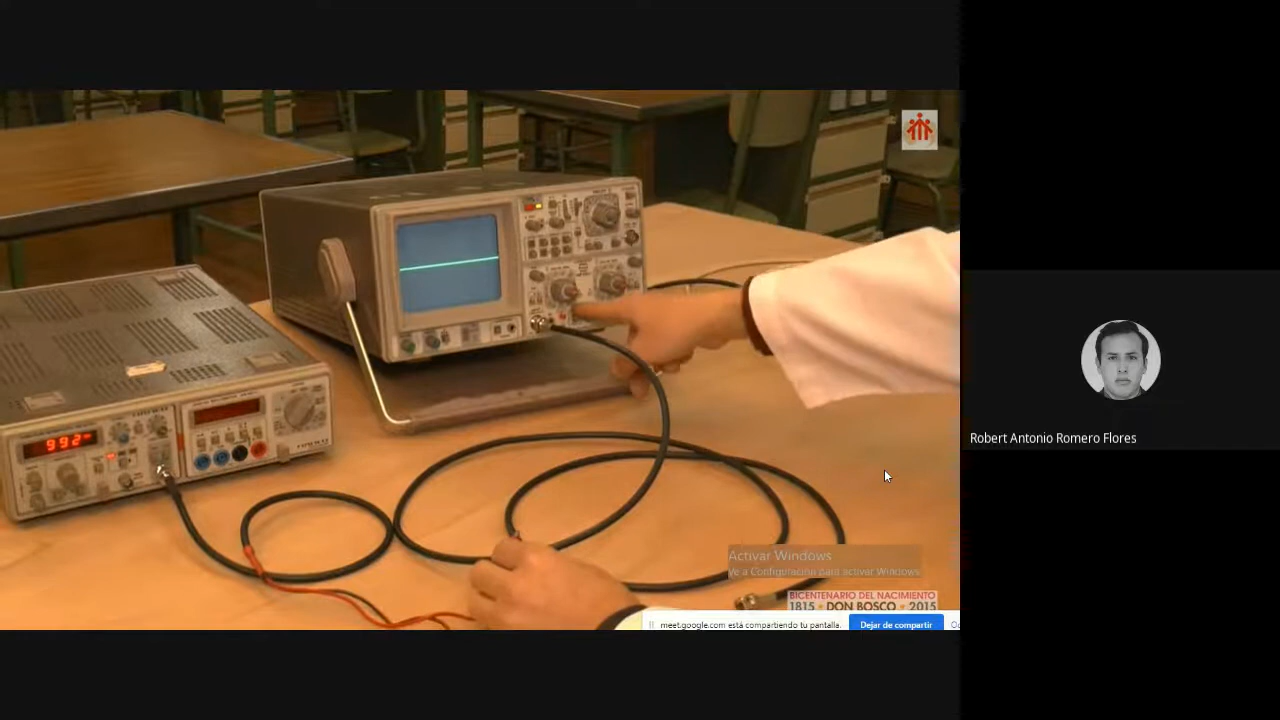 992
Activar Windows
Ve a Configuración para activar Windows.
BICENTENARIO DEL NACIMIENTO
1815 • DON BOSCO • 2015
meet.google.com está compartiendo tu pantalla.
Dejar de compartir
Oc
Robert Antonio Romero Flores